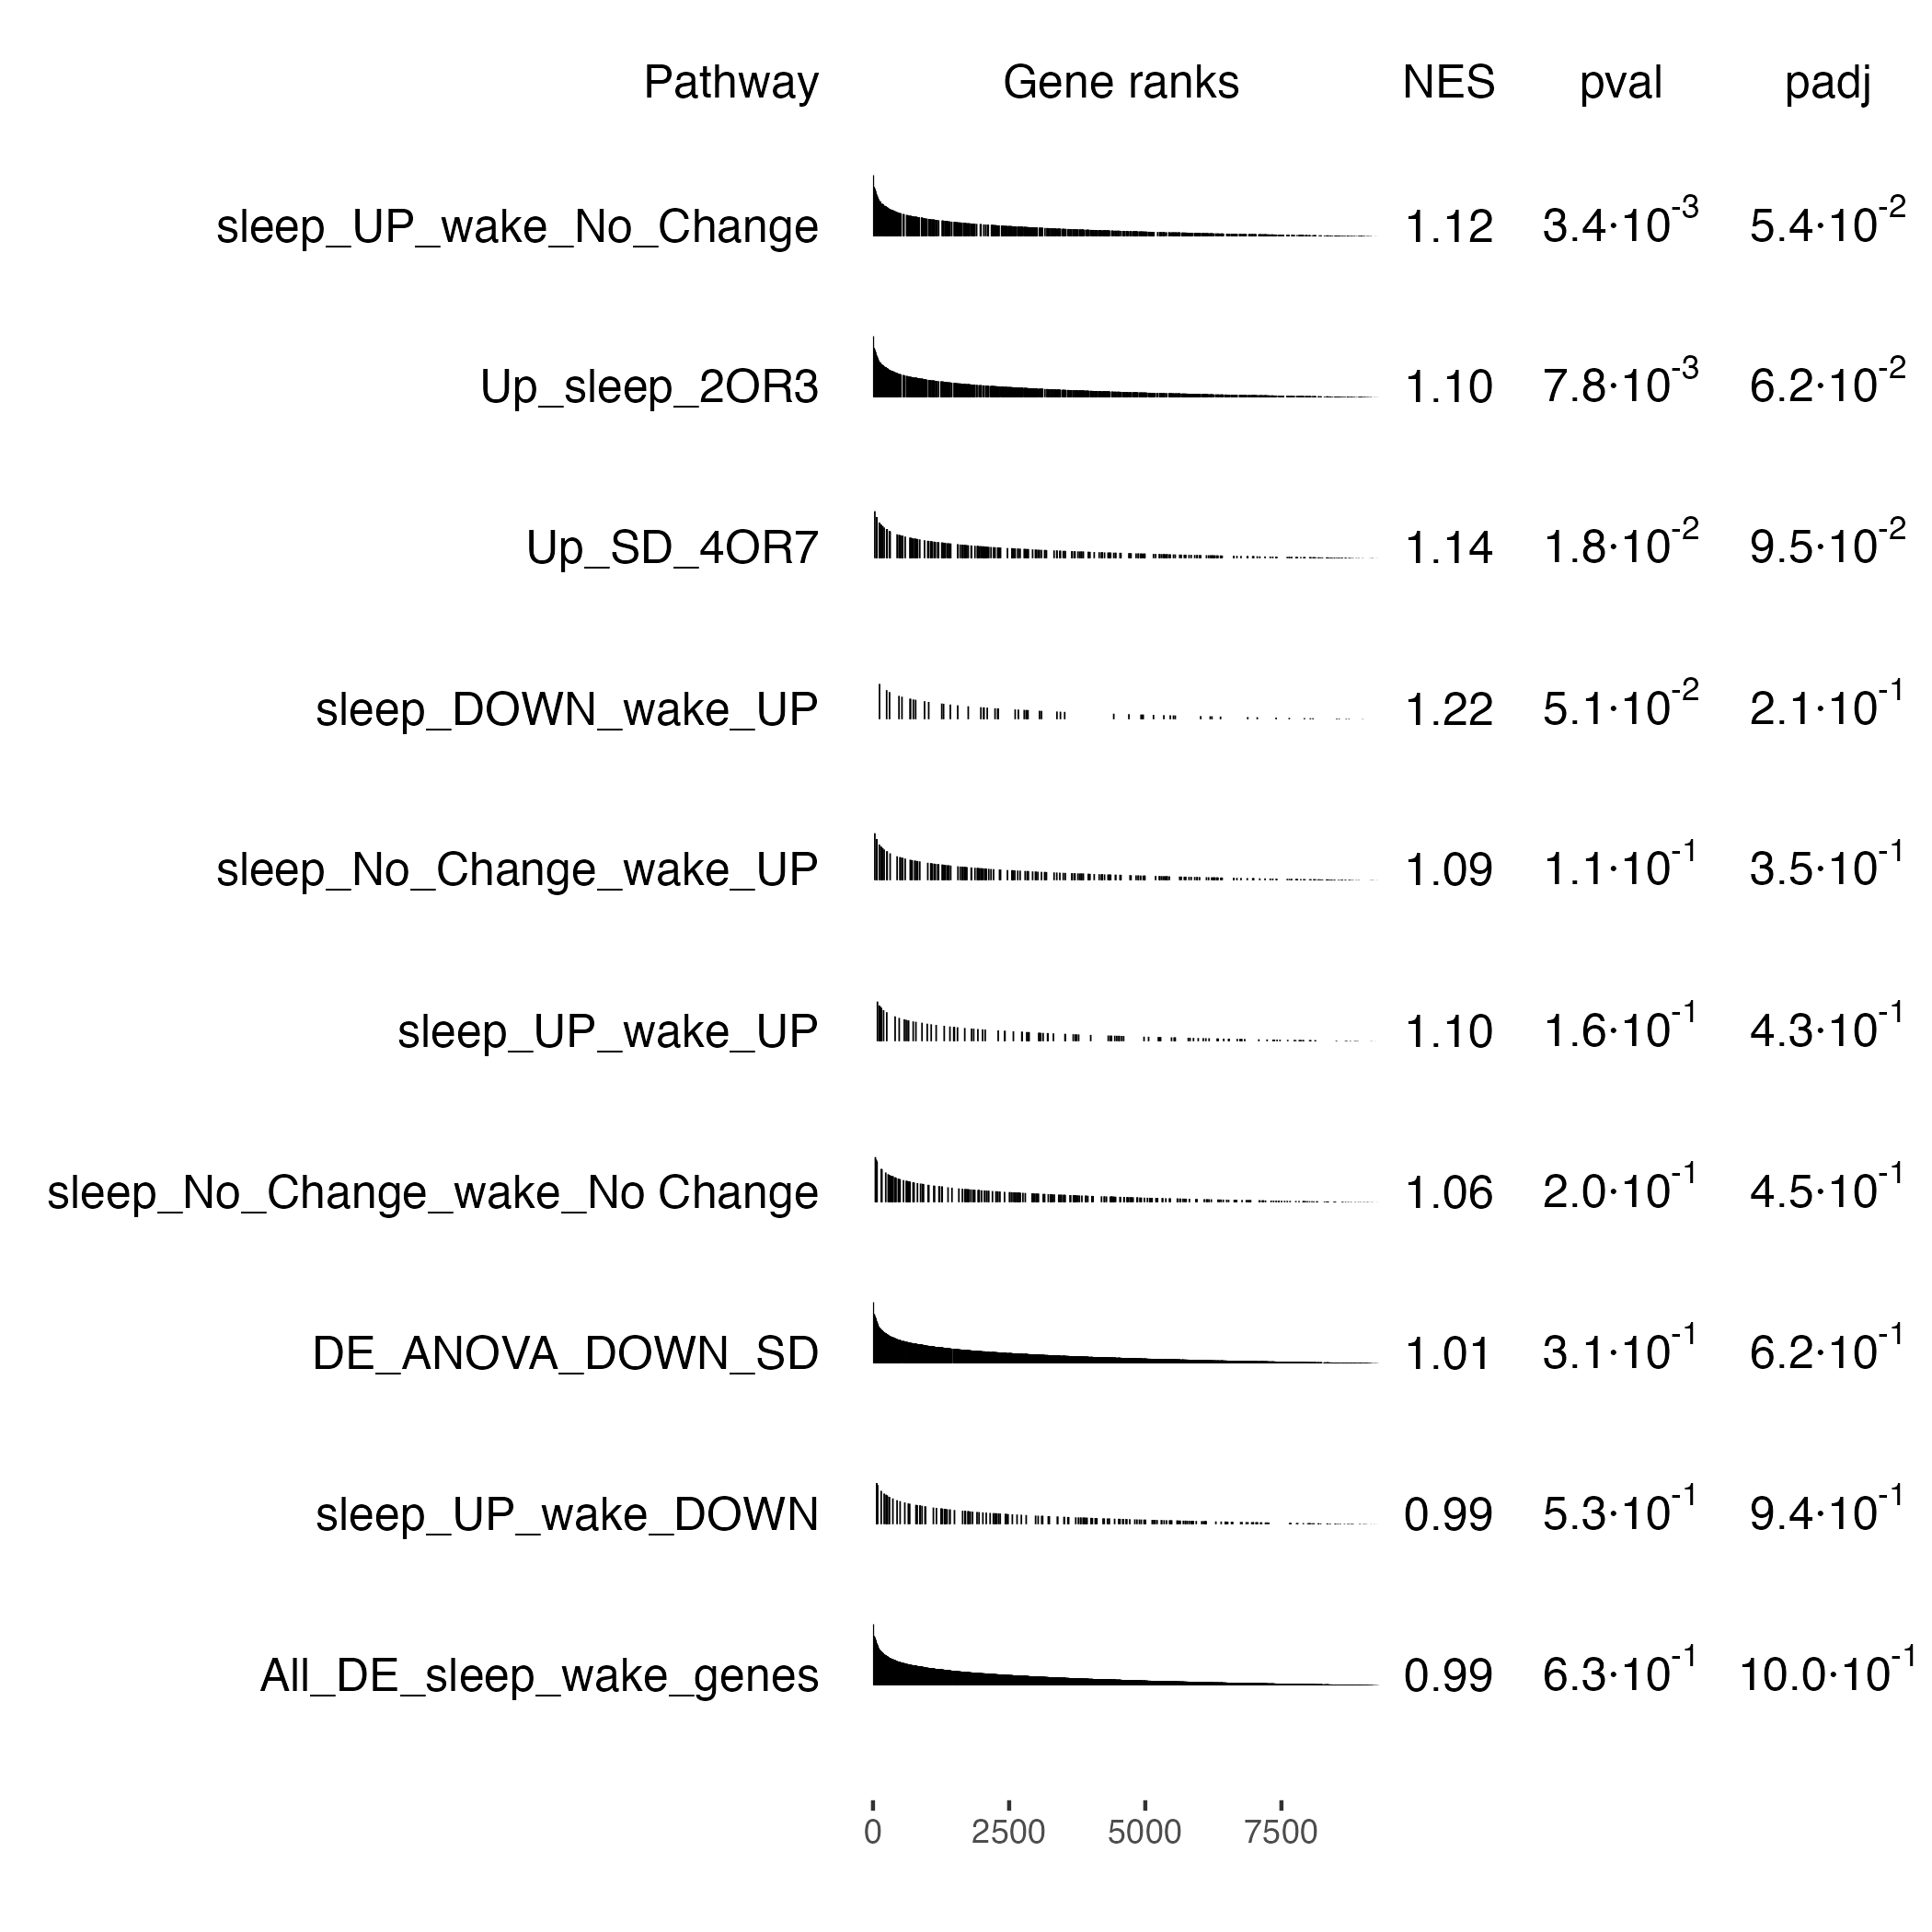 Pathway Gene ranks NES pval padj
sleep_UP_wake_No_Change 1.12 3.4·10⁻³ 5.4·10⁻²
Up_sleep_2OR3 1.10 7.8·10⁻³ 6.2·10⁻²
Up_SD_4OR7 1.14 1.8·10⁻² 9.5·10⁻²
sleep_DOWN_wake_UP 1.22 5.1·10⁻² 2.1·10⁻¹
sleep_No_Change_wake_UP 1.09 1.1·10⁻¹ 3.5·10⁻¹
sleep_UP_wake_UP 1.10 1.6·10⁻¹ 4.3·10⁻¹
sleep_No_Change_wake_No Change 1.06 2.0·10⁻¹ 4.5·10⁻¹
DE_ANOVA_DOWN_SD 1.01 3.1·10⁻¹ 6.2·10⁻¹
sleep_UP_wake_DOWN 0.99 5.3·10⁻¹ 9.4·10⁻¹
All_DE_sleep_wake_genes 0.99 6.3·10⁻¹ 10.0·10⁻¹
0 2500 5000 7500